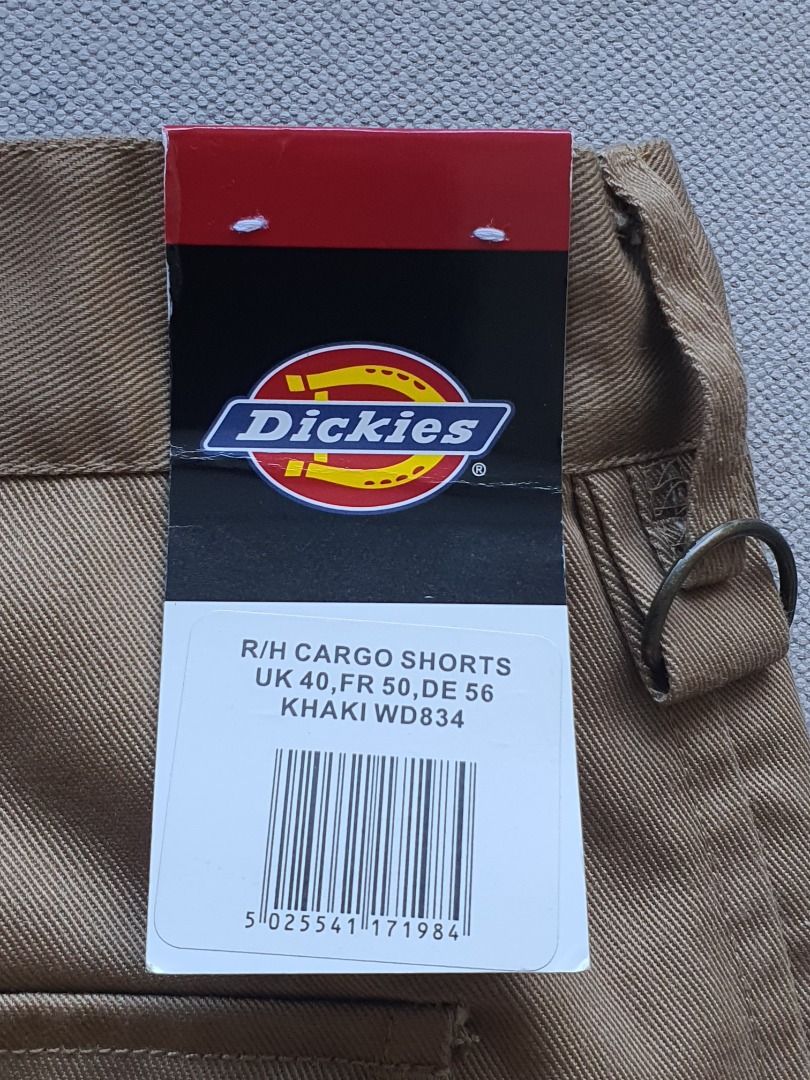 Dickies
®
R/H CARGO SHORTS
UK 40,FR 50,DE 56
KHAKI WD834
5 025541 171984